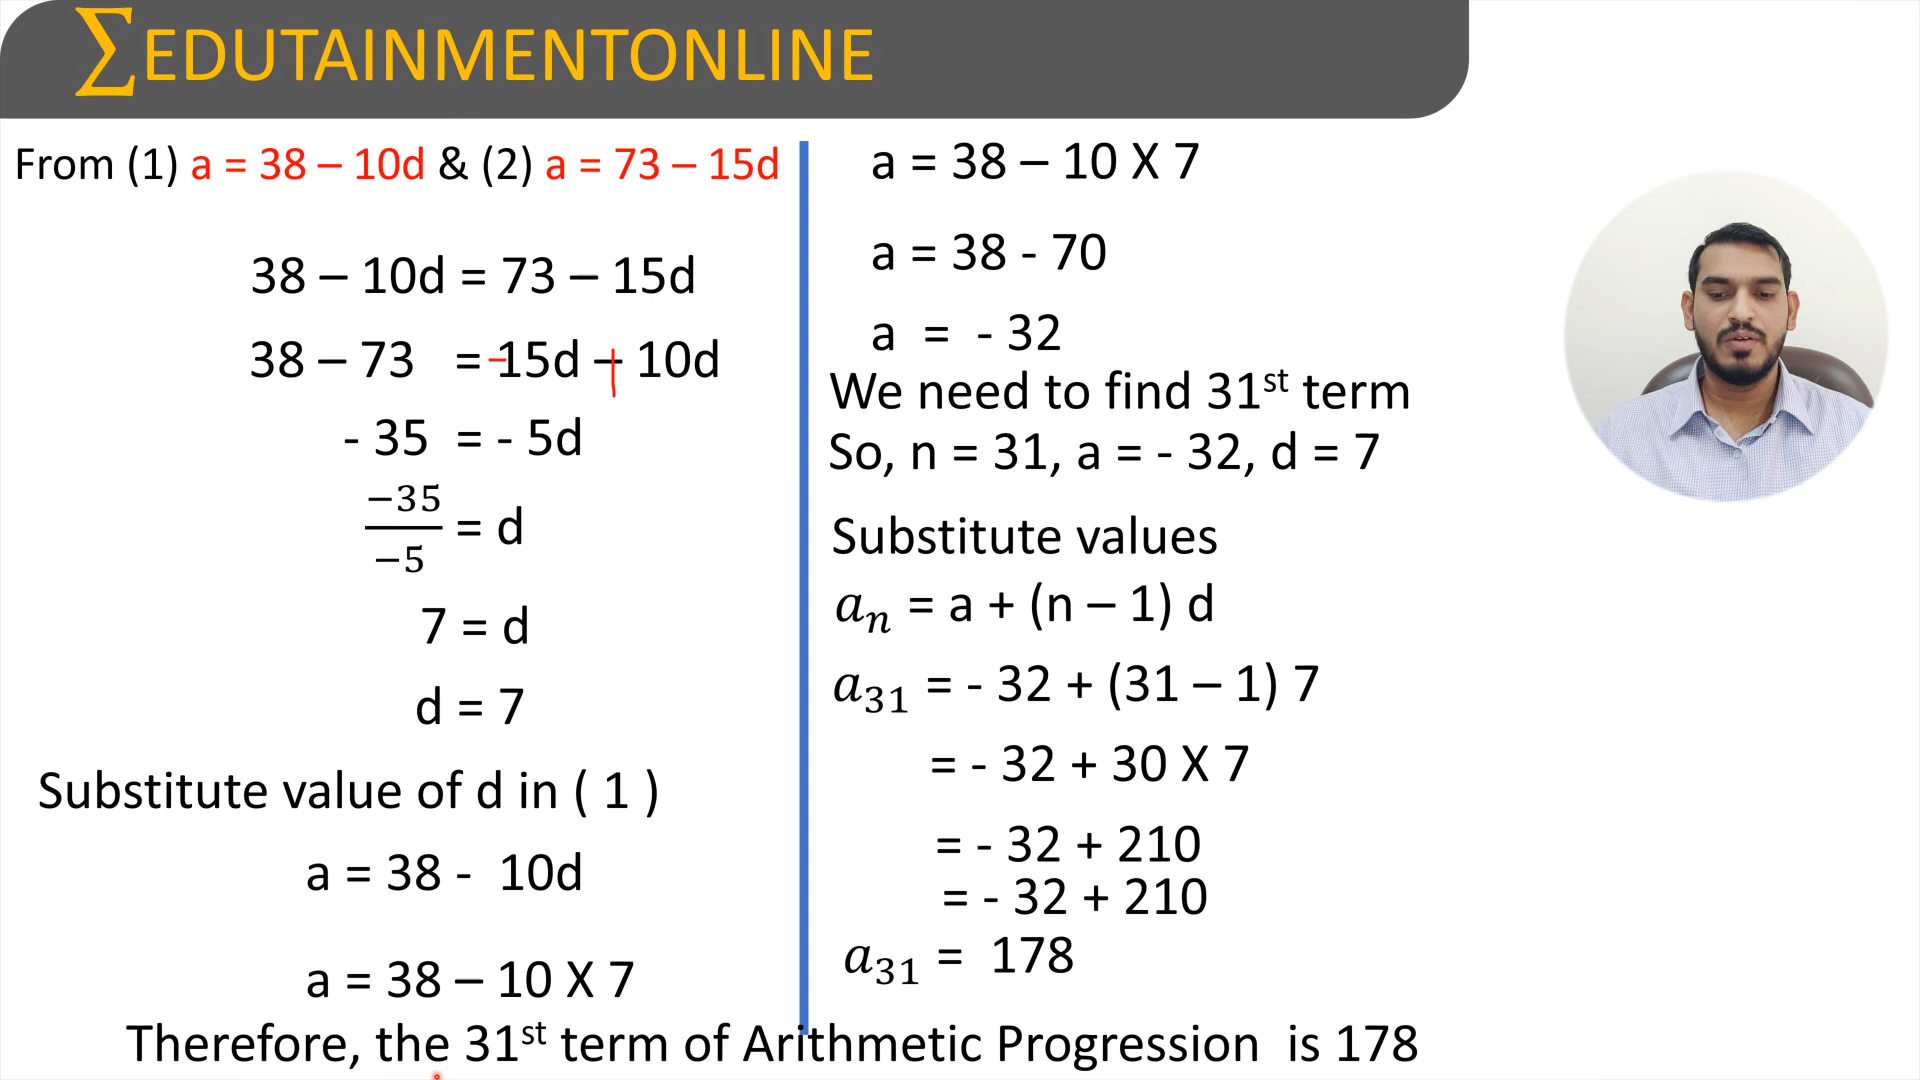 ∑EDUTAINMENTONLINE
From (1) a = 38 – 10d & (2) a = 73 – 15d
38 – 10d = 73 – 15d
38 – 73 = -15d + 10d
- 35 = - 5d
−35/−5 = d
7 = d
d = 7
Substitute value of d in ( 1 )
a = 38 - 10d
a = 38 – 10 X 7
a = 38 – 10 X 7
a = 38 - 70
a = - 32
We need to find 31st term
So, n = 31, a = - 32, d = 7
Substitute values
aₙ = a + (n – 1) d
a₃₁ = - 32 + (31 – 1) 7
= - 32 + 30 X 7
= - 32 + 210
= - 32 + 210
a₃₁ = 178
Therefore, the 31st term of Arithmetic Progression is 178